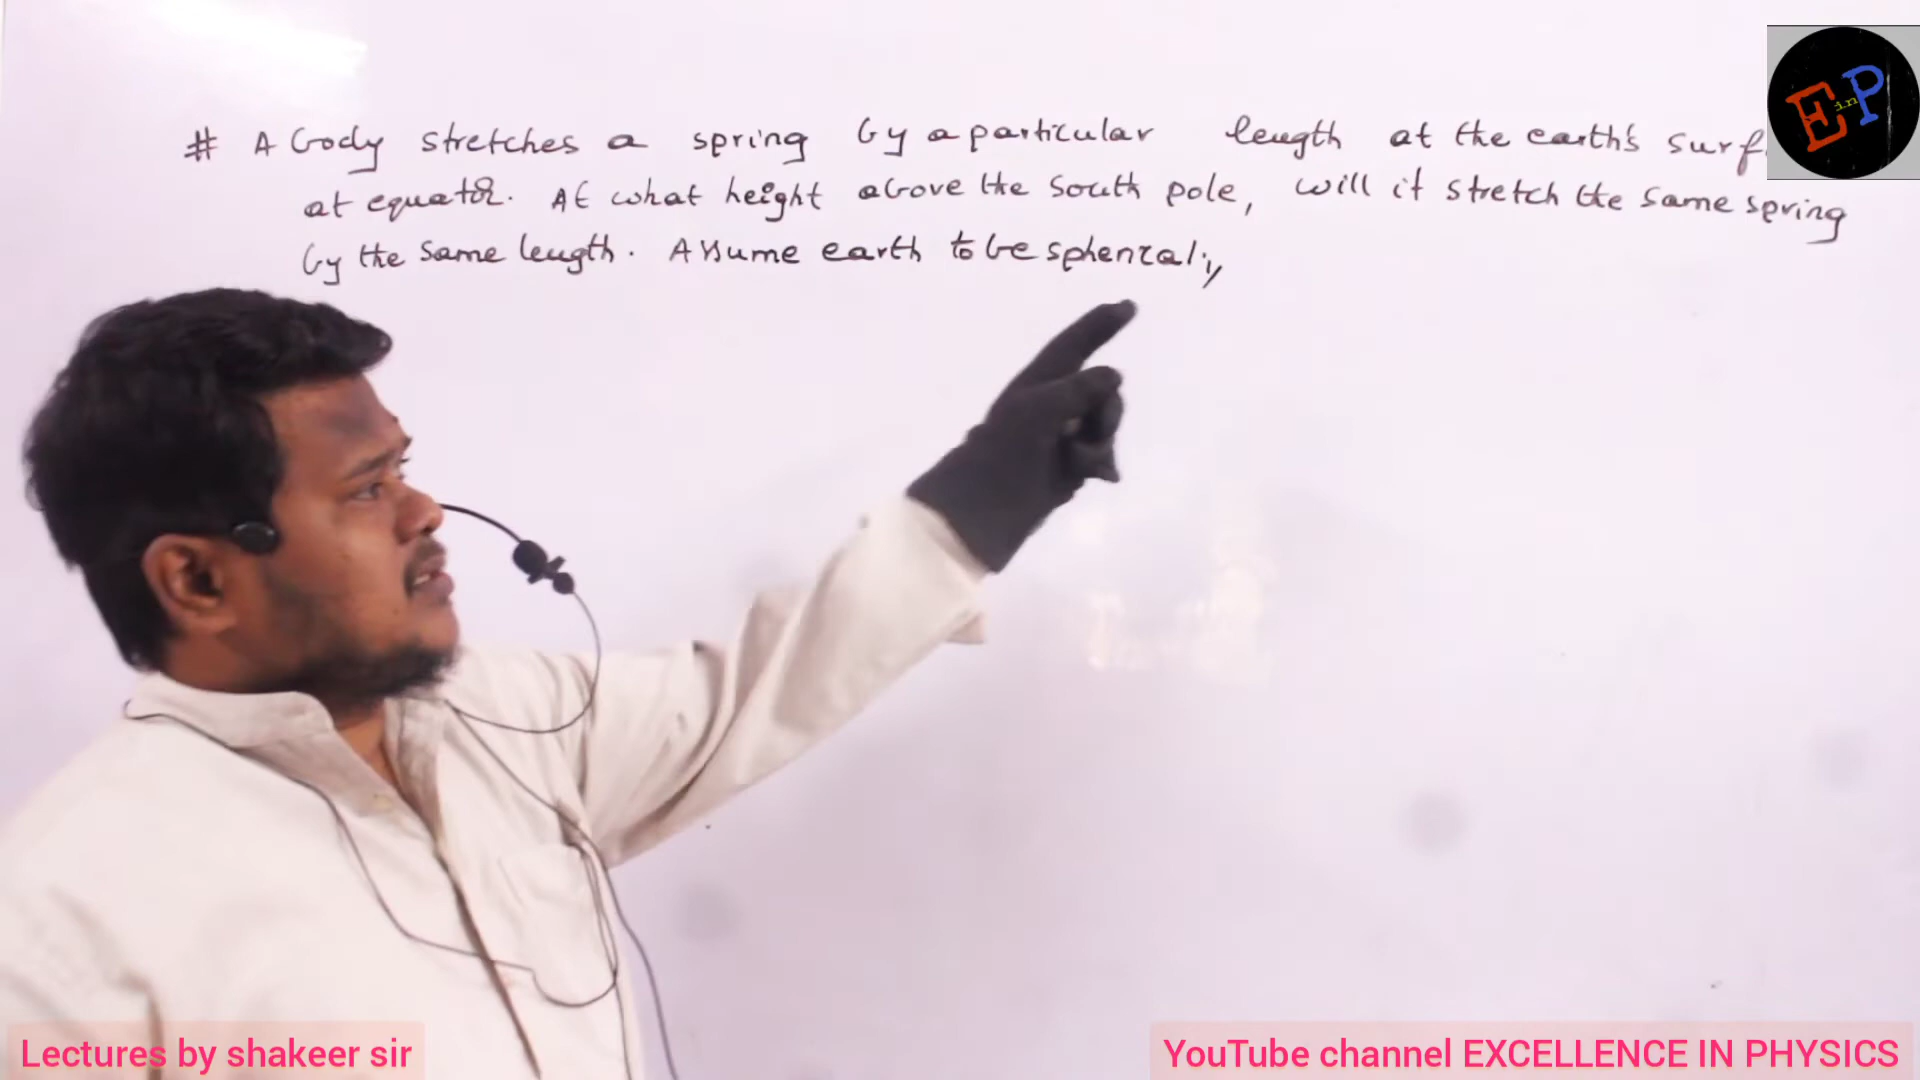 # A body stretches a spring by a particular length at the earth's surf
at equator. At what height above the south pole, will it stretch the same spring
by the same length. Assume earth to be spherical.
E in P
Lectures by shakeer sir
YouTube channel EXCELLENCE IN PHYSICS